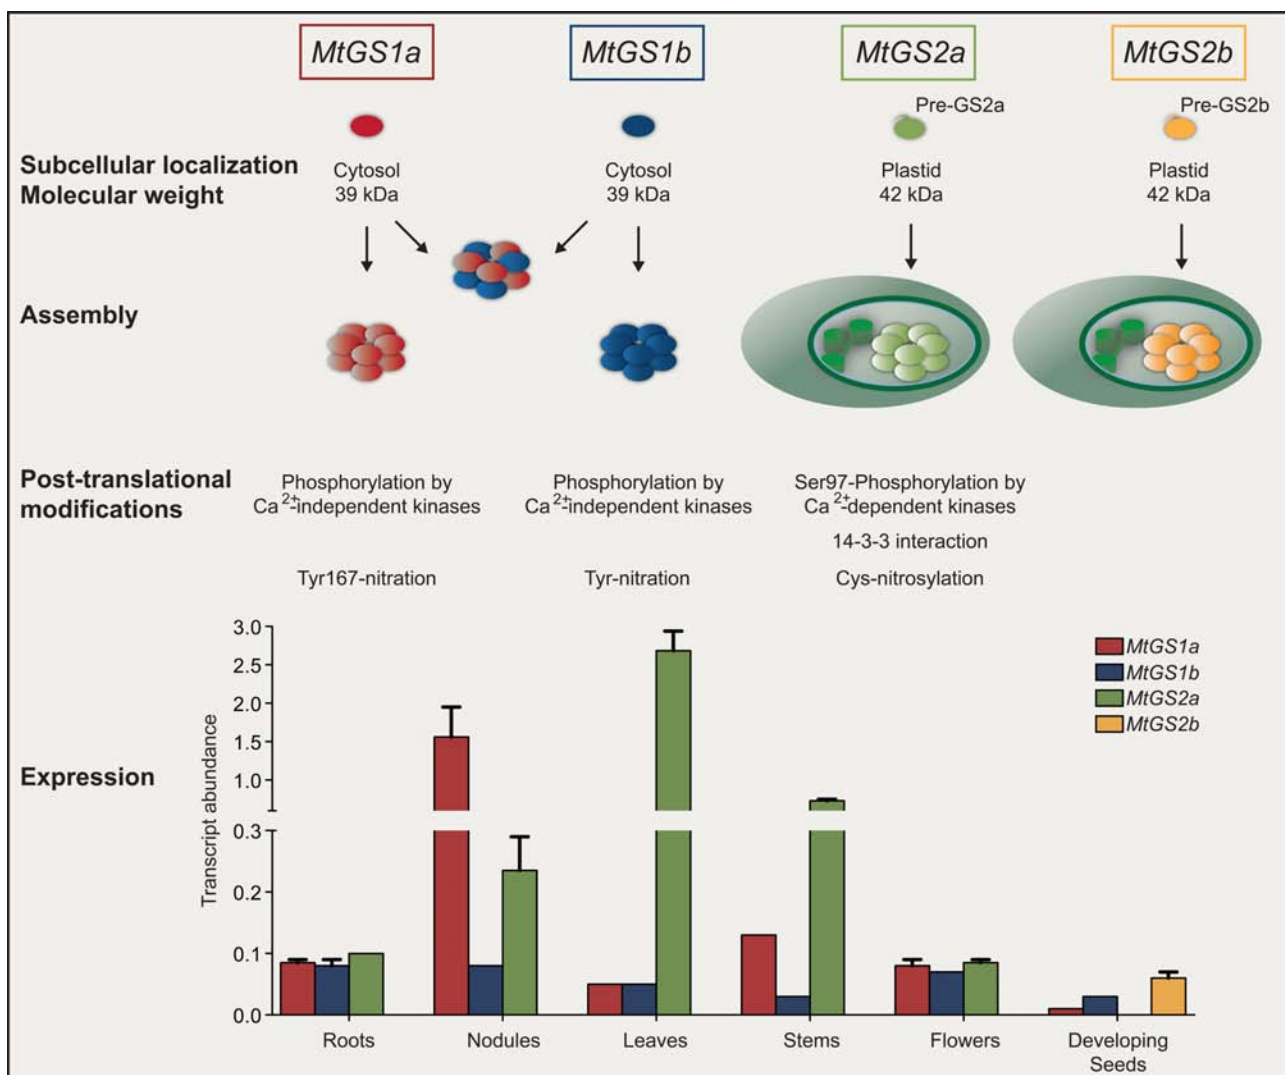 MtGS1a
MtGS1b
MtGS2a
MtGS2b
Pre-GS2a
Pre-GS2b
Subcellular localization
Molecular weight
Cytosol
39 kDa
Cytosol
39 kDa
Plastid
42 kDa
Plastid
42 kDa
Assembly
Post-translational
modifications
Phosphorylation by
Ca2+-independent kinases
Tyr167-nitration
Phosphorylation by
Ca2+-independent kinases
Tyr-nitration
Ser97-Phosphorylation by
Ca2+-dependent kinases
14-3-3 interaction
Cys-nitrosylation
Expression
Transcript abundance
3.0
2.5
2.0
1.5
1.0
0.3
0.2
0.1
0.0
MtGS1a
MtGS1b
MtGS2a
MtGS2b
Roots
Nodules
Leaves
Stems
Flowers
Developing
Seeds